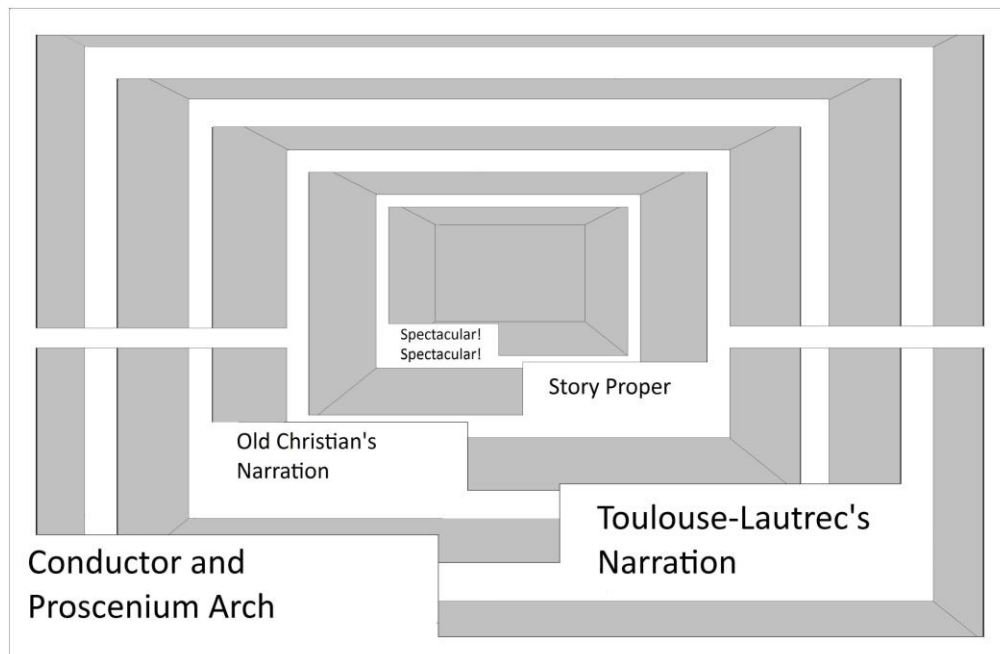 Spectacular!
Spectacular!
Story Proper
Old Christian's
Narration
Toulouse-Lautrec's
Narration
Conductor and
Proscenium Arch